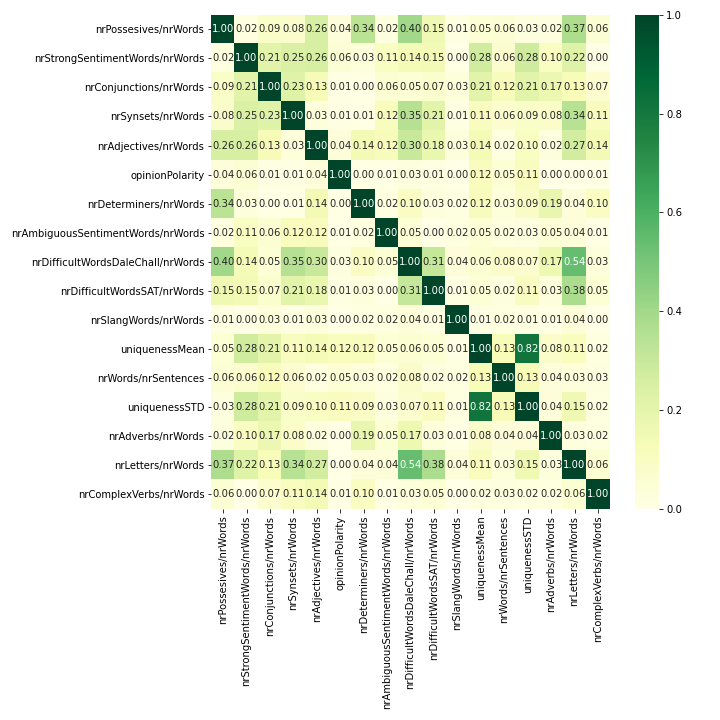 nrPossesives/nrWords 1.00 0.02 0.09 0.08 0.26 0.04 0.34 0.02 0.40 0.15 0.01 0.05 0.06 0.03 0.02 0.37 0.06
nrStrongSentimentWords/nrWords 0.02 1.00 0.21 0.25 0.26 0.06 0.03 0.11 0.14 0.15 0.00 0.28 0.06 0.28 0.10 0.22 0.00
nrConjunctions/nrWords 0.09 0.21 1.00 0.23 0.13 0.01 0.00 0.06 0.05 0.07 0.03 0.21 0.12 0.21 0.17 0.13 0.07
nrSynsets/nrWords 0.08 0.25 0.23 1.00 0.03 0.01 0.01 0.12 0.35 0.21 0.01 0.11 0.06 0.09 0.08 0.34 0.11
nrAdjectives/nrWords 0.26 0.26 0.13 0.03 1.00 0.04 0.14 0.12 0.30 0.18 0.03 0.14 0.02 0.10 0.02 0.27 0.14
opinionPolarity 0.04 0.06 0.01 0.01 0.04 1.00 0.00 0.01 0.03 0.01 0.00 0.12 0.05 0.11 0.00 0.00 0.01
nrDeterminers/nrWords 0.34 0.03 0.00 0.01 0.14 0.00 1.00 0.02 0.10 0.03 0.02 0.12 0.03 0.09 0.19 0.04 0.10
nrAmbiguousSentimentWords/nrWords 0.02 0.11 0.06 0.12 0.12 0.01 0.02 1.00 0.05 0.00 0.02 0.05 0.02 0.03 0.05 0.04 0.01
nrDifficultWordsDaleChall/nrWords 0.40 0.14 0.05 0.35 0.30 0.03 0.10 0.05 1.00 0.31 0.04 0.06 0.08 0.07 0.17 0.54 0.03
nrDifficultWordsSAT/nrWords 0.15 0.15 0.07 0.21 0.18 0.01 0.03 0.00 0.31 1.00 0.01 0.05 0.02 0.11 0.03 0.38 0.05
nrSlangWords/nrWords 0.01 0.00 0.03 0.01 0.03 0.00 0.02 0.02 0.04 0.01 1.00 0.01 0.02 0.01 0.01 0.04 0.00
uniquenessMean 0.05 0.28 0.21 0.11 0.14 0.12 0.12 0.05 0.06 0.05 0.01 1.00 0.13 0.82 0.08 0.11 0.02
nrWords/nrSentences 0.06 0.06 0.12 0.06 0.02 0.05 0.03 0.02 0.08 0.02 0.02 0.13 1.00 0.13 0.04 0.03 0.03
uniquenessSTD 0.03 0.28 0.21 0.09 0.10 0.11 0.09 0.03 0.07 0.11 0.01 0.82 0.13 1.00 0.04 0.15 0.02
nrAdverbs/nrWords 0.02 0.10 0.17 0.08 0.02 0.00 0.19 0.05 0.17 0.03 0.01 0.08 0.04 0.04 1.00 0.03 0.02
nrLetters/nrWords 0.37 0.22 0.13 0.34 0.27 0.00 0.04 0.04 0.54 0.38 0.04 0.11 0.03 0.15 0.03 1.00 0.06
nrComplexVerbs/nrWords 0.06 0.00 0.07 0.11 0.14 0.01 0.10 0.01 0.03 0.05 0.00 0.02 0.03 0.02 0.02 0.06 1.00
nrPossesives/nrWords
nrStrongSentimentWords/nrWords
nrConjunctions/nrWords
nrSynsets/nrWords
nrAdjectives/nrWords
opinionPolarity
nrDeterminers/nrWords
nrAmbiguousSentimentWords/nrWords
nrDifficultWordsDaleChall/nrWords
nrDifficultWordsSAT/nrWords
nrSlangWords/nrWords
uniquenessMean
nrWords/nrSentences
uniquenessSTD
nrAdverbs/nrWords
nrLetters/nrWords
nrComplexVerbs/nrWords
1.0
0.8
0.6
0.4
0.2
0.0